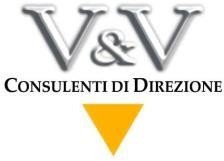 V&V
CONSULENTI DI DIREZIONE